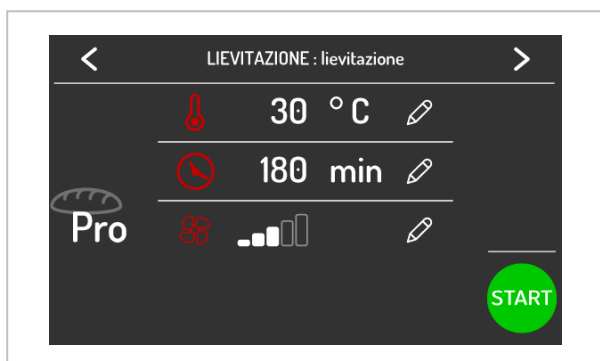 LIEVITAZIONE : lievitazione
30 °C
180 min
Pro
START